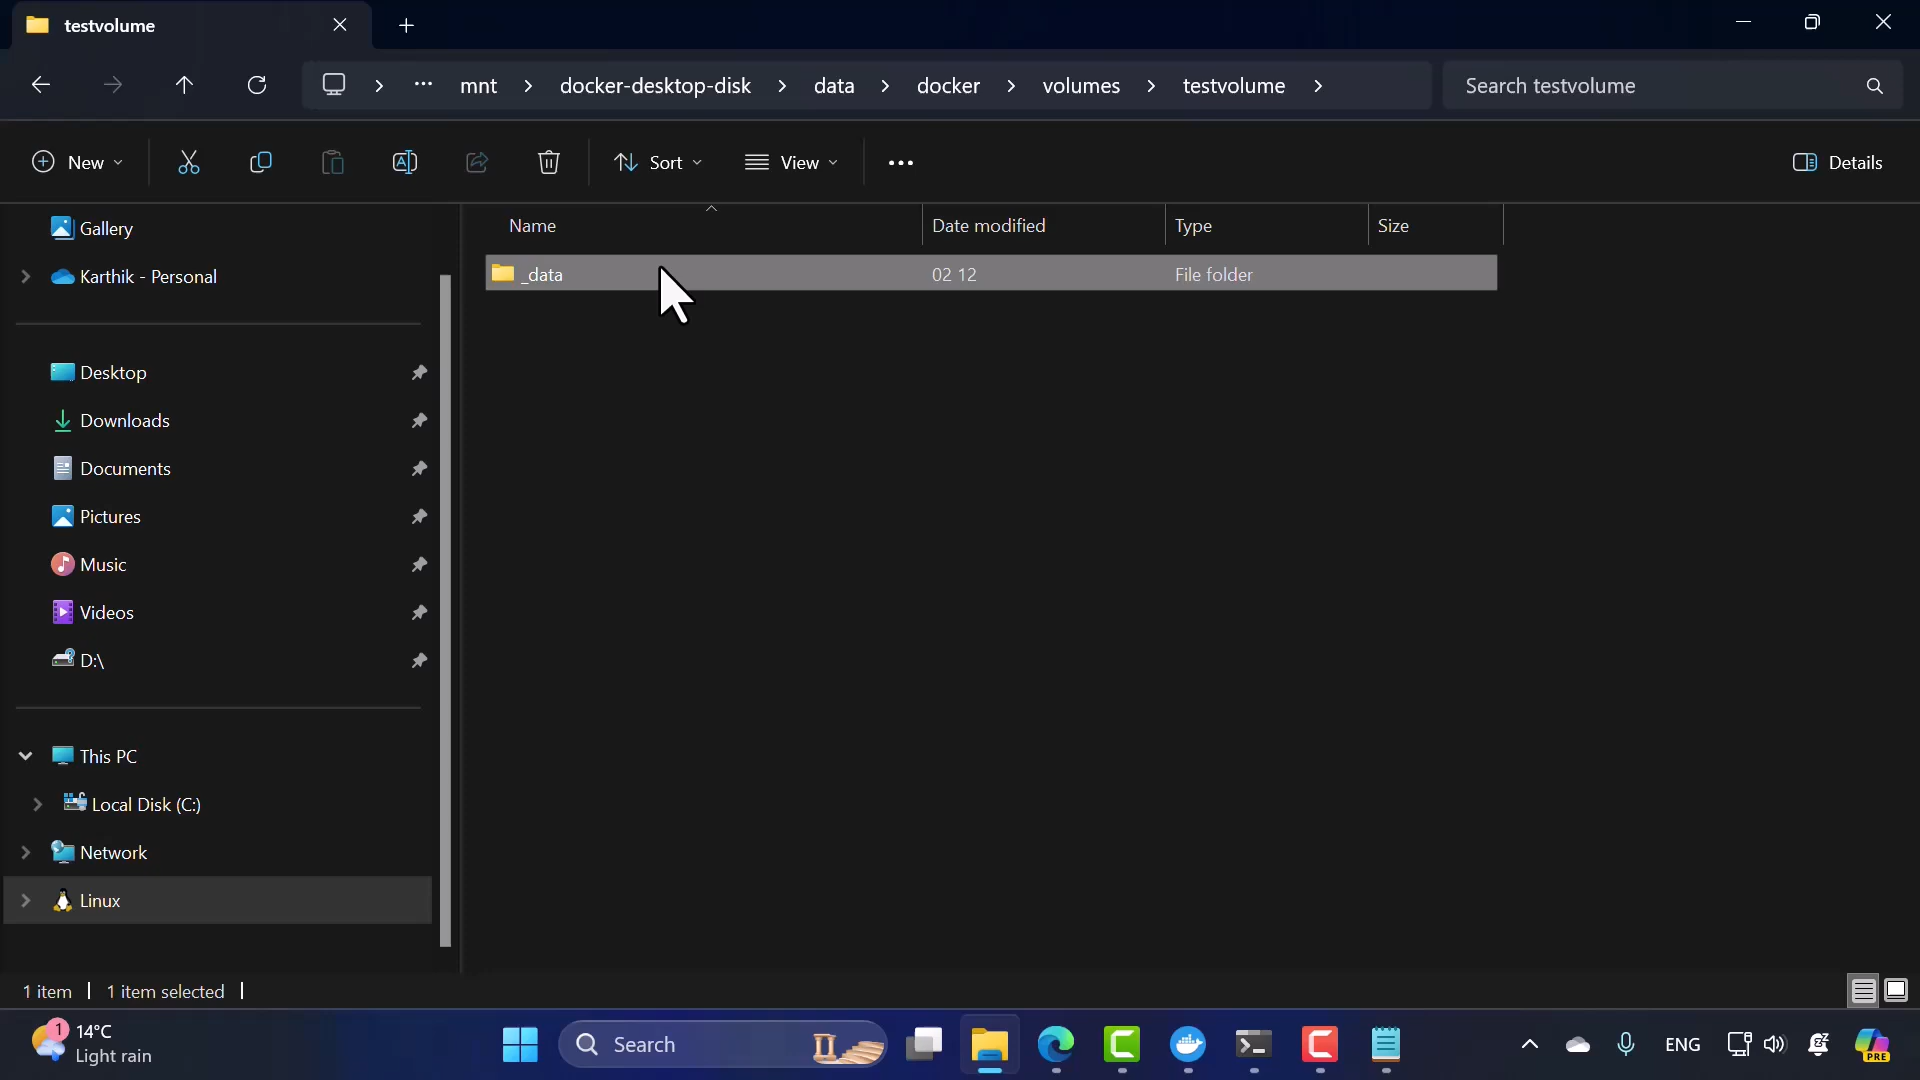 testvolume
mnt docker-desktop-disk data docker volumes testvolume
Search testvolume
New
Sort
View
Details
Gallery
Karthik - Personal
Desktop
Downloads
Documents
Pictures
Music
Videos
D:\
This PC
Local Disk (C:)
Network
Linux
Name Date modified Type Size
_data 02 12 File folder
1 item 1 item selected
1 14°C
Light rain
Search
ENG
PRE